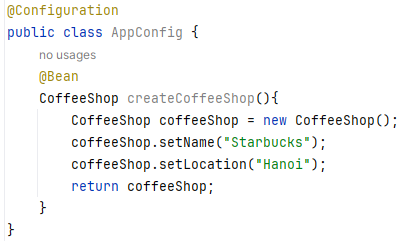 @Configuration
public class AppConfig {
no usages
@Bean
CoffeeShop createCoffeeShop(){
CoffeeShop coffeeShop = new CoffeeShop();
coffeeShop.setName("Starbucks");
coffeeShop.setLocation("Hanoi");
return coffeeShop;
}
}